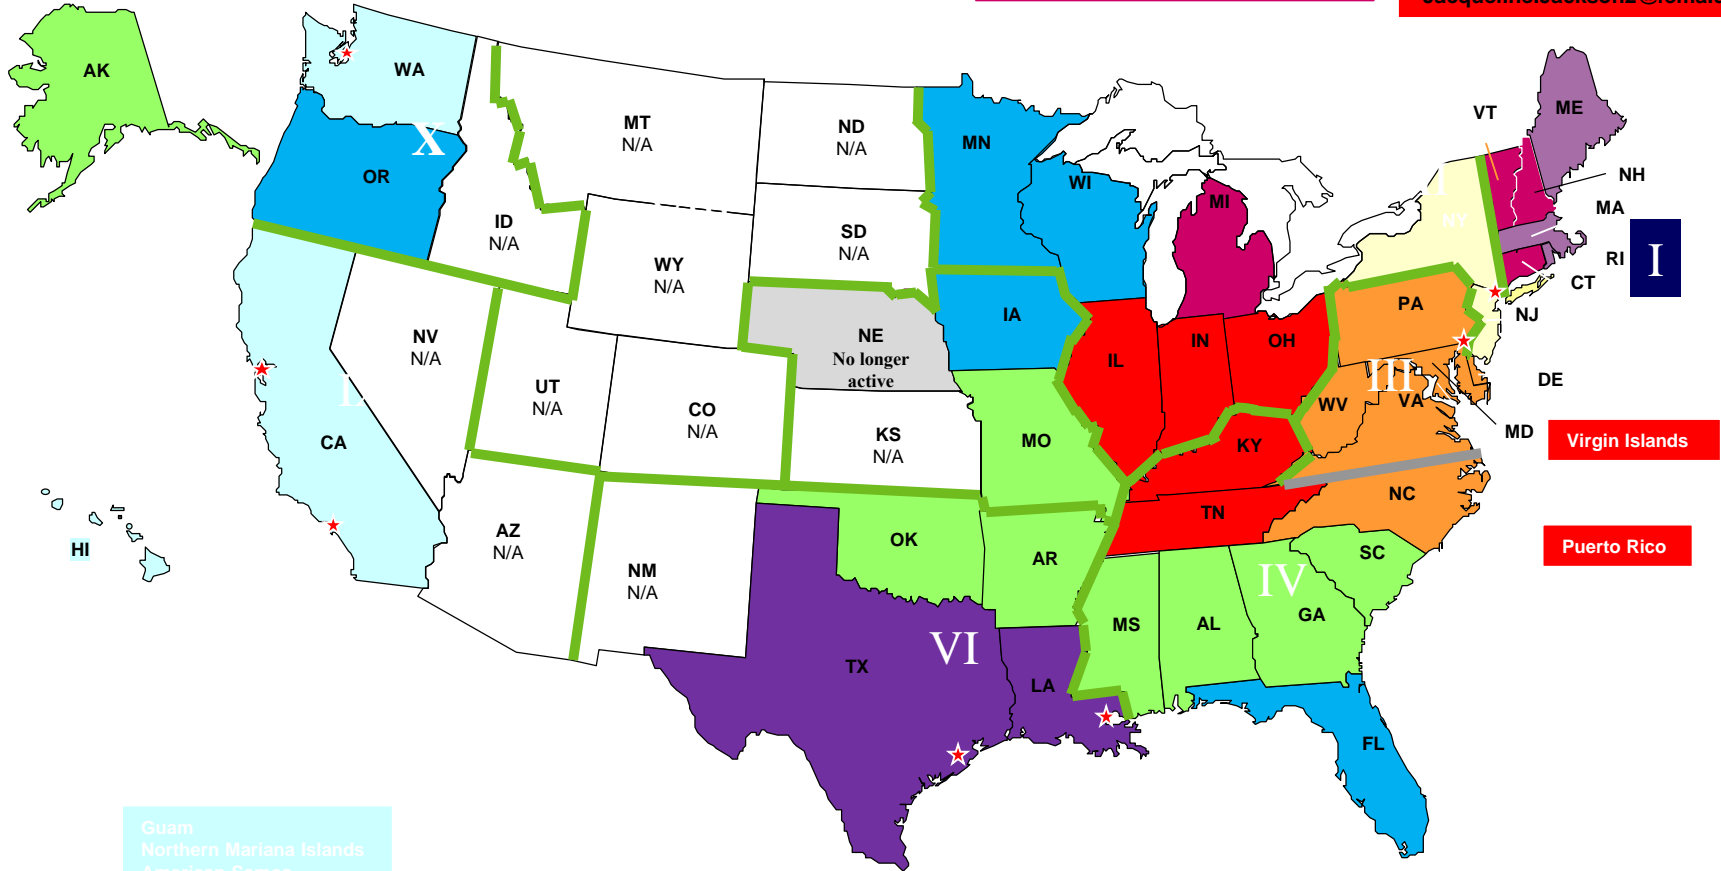 AK
WA
X
OR
MT
N/A
ID
N/A
ND
N/A
SD
N/A
WY
N/A
MN
WI
MI
IA
NE
No longer
active
NV
N/A
UT
N/A
CO
N/A
KS
N/A
CA
HI
AZ
N/A
NM
N/A
MO
IL
IN
OH
KY
TN
OK
AR
TX
VI
LA
MS
AL
IV
GA
SC
NC
FL
III
WV
VA
PA
NY
VT
ME
NH
MA
RI
I
CT
NJ
DE
MD
Virgin Islands
Puerto Rico
Guam
Northern Mariana Islands